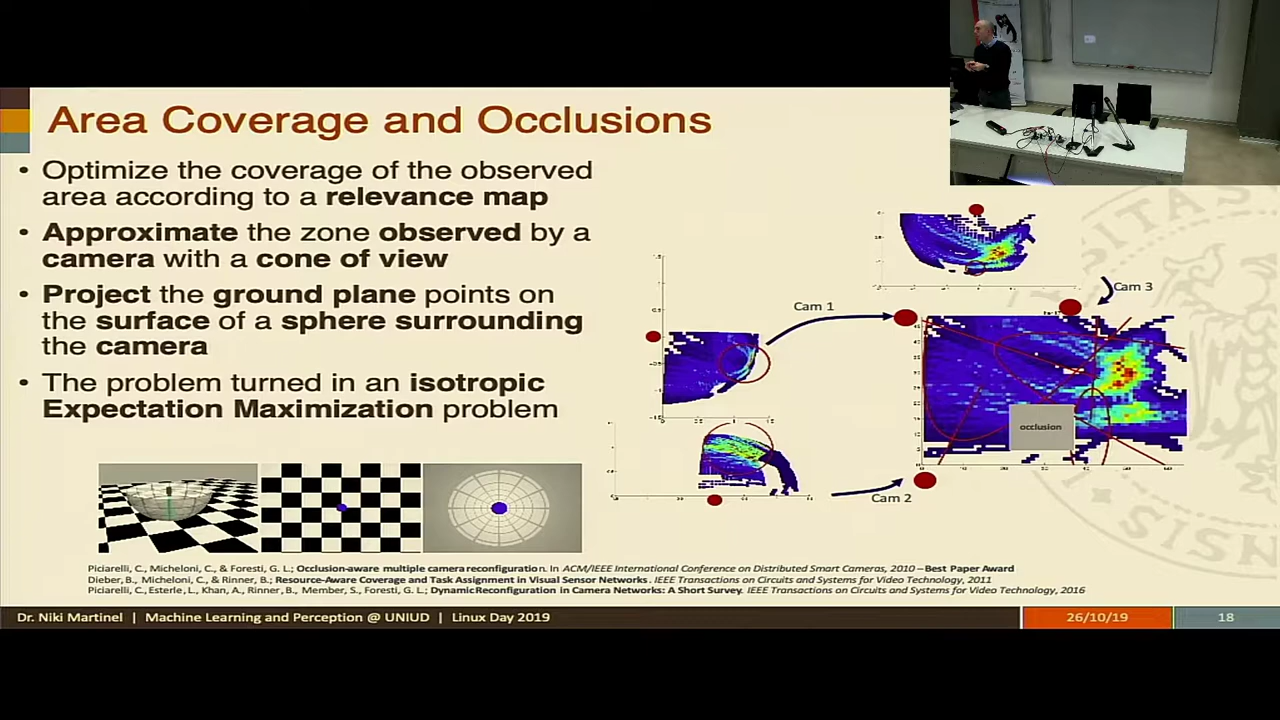 Area Coverage and Occlusions
• Optimize the coverage of the observed
area according to a relevance map
• Approximate the zone observed by a
camera with a cone of view
• Project the ground plane points on
the surface of a sphere surrounding
the camera
• The problem turned in an isotropic
Expectation Maximization problem
Cam 1
Cam 2
Cam 3
occlusion
Piciarelli, C., Micheloni, C., & Foresti, G. L.; Occlusion-aware multiple camera reconfiguration. In ACM/IEEE International Conference on Distributed Smart Cameras, 2010 – Best Paper Award
Dieber, B., Micheloni, C., & Rinner, B.; Resource-Aware Coverage and Task Assignment in Visual Sensor Networks. IEEE Transactions on Circuits and Systems for Video Technology, 2011
Piciarelli, C., Esterle, L., Khan, A., Rinner, B., Member, S., Foresti, G. L.; Dynamic Reconfiguration in Camera Networks: A Short Survey. IEEE Transactions on Circuits and Systems for Video Technology, 2016
Dr. Niki Martinel | Machine Learning and Perception @ UNIUD | Linux Day 2019
26/10/19
18